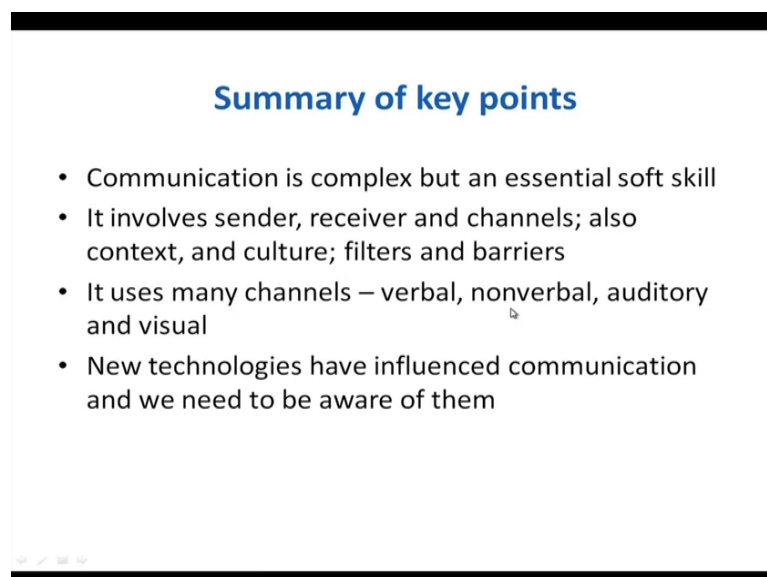 Summary of key points
• Communication is complex but an essential soft skill
• It involves sender, receiver and channels; also
context, and culture; filters and barriers
• It uses many channels – verbal, nonverbal, auditory
and visual
• New technologies have influenced communication
and we need to be aware of them